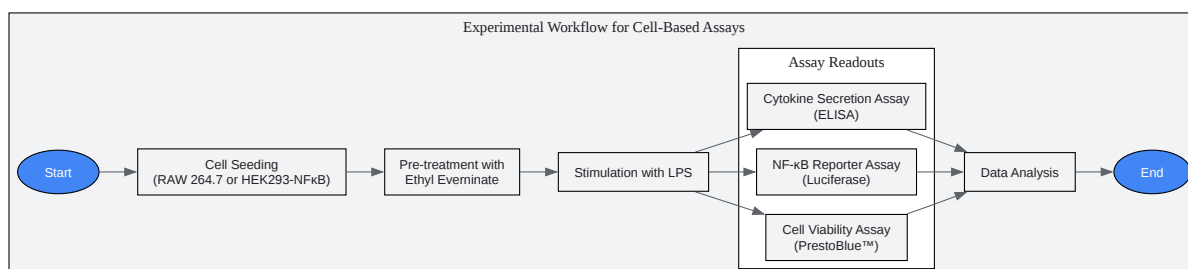 Experimental Workflow for Cell-Based Assays
Assay Readouts
Start
Cell Seeding
(RAW 264.7 or HEK293-NFκB)
Pre-treatment with
Ethyl Everninate
Stimulation with LPS
Cytokine Secretion Assay
(ELISA)
NF-κB Reporter Assay
(Luciferase)
Cell Viability Assay
(PrestoBlue™)
Data Analysis
End